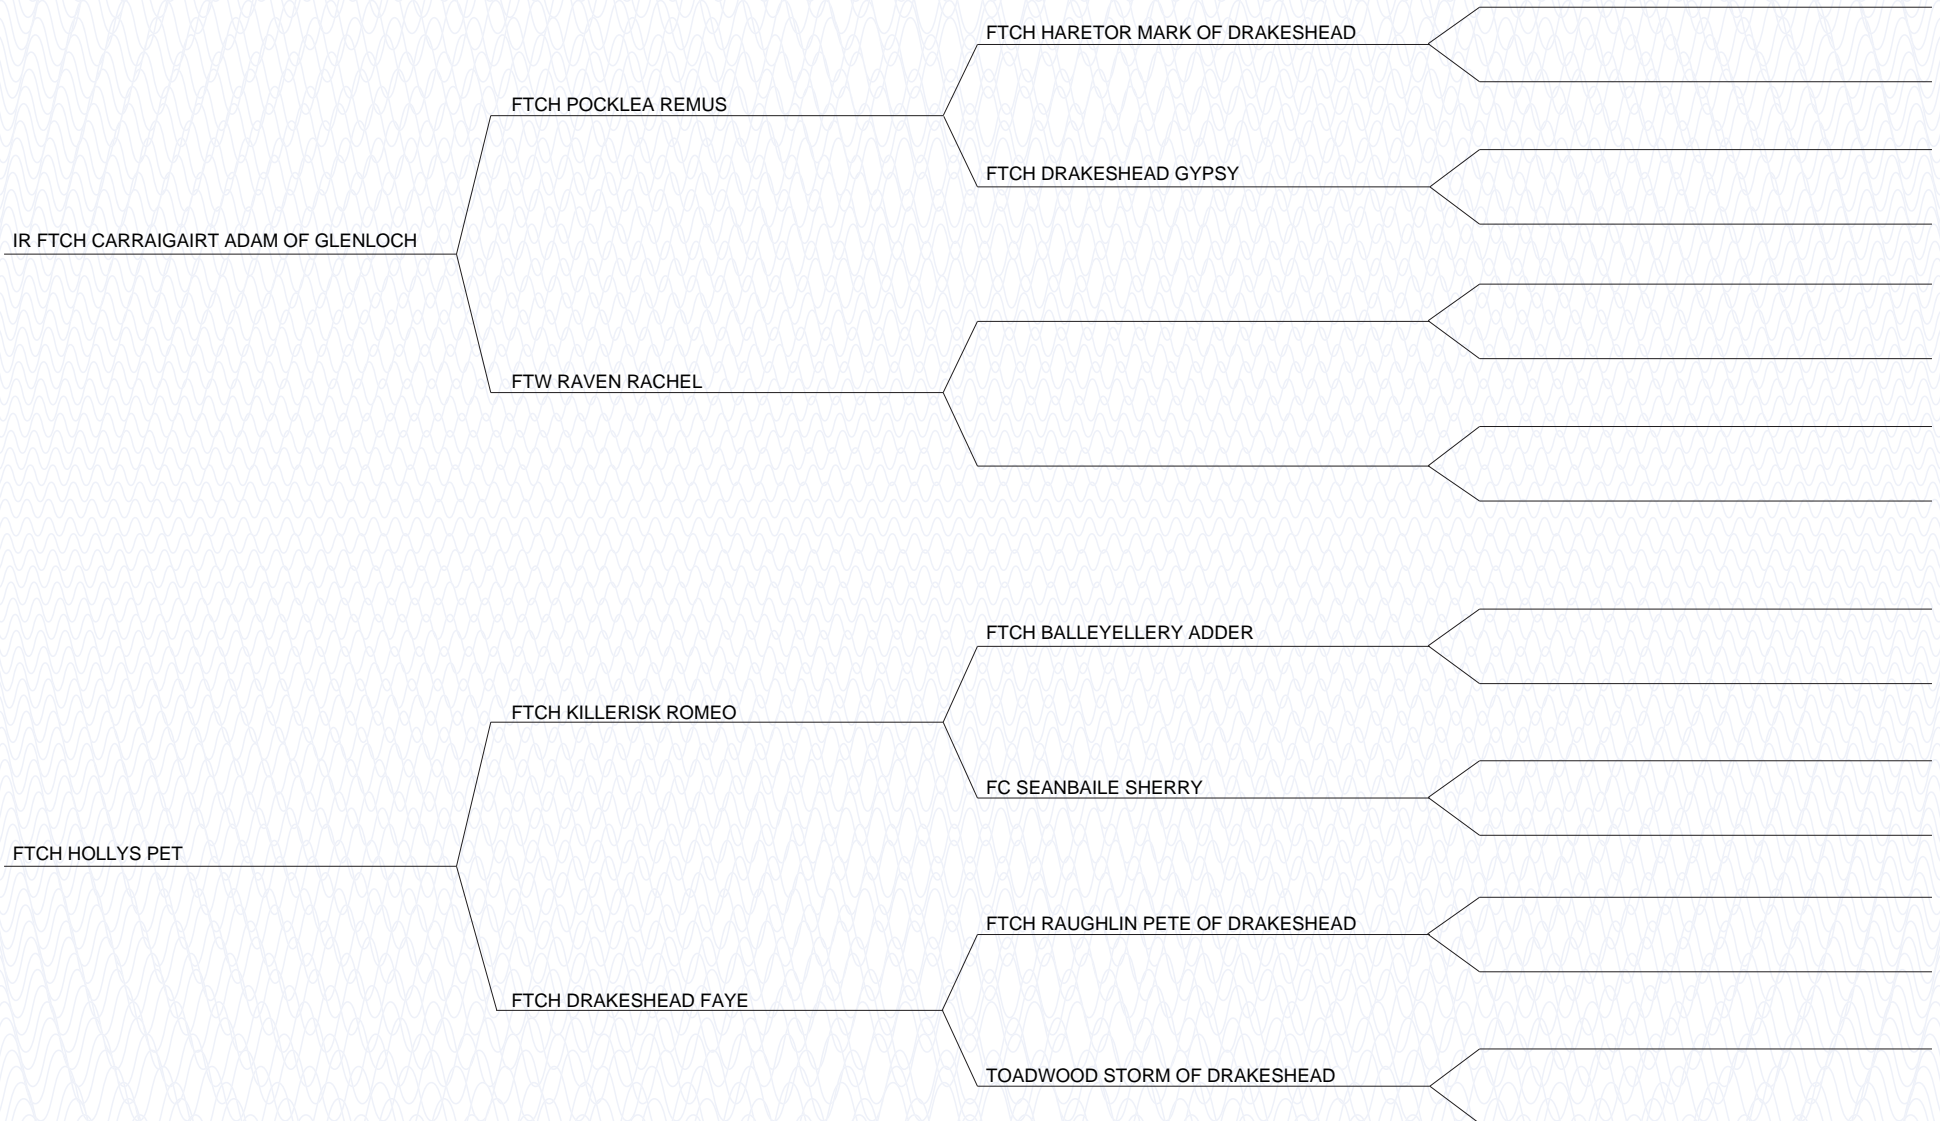 FTCH HARETOR MARK OF DRAKESHEAD
FTCH POCKLEA REMUS
FTCH DRAKESHEAD GYPSY
IR FTCH CARRAIGAIRT ADAM OF GLENLOCH
FTW RAVEN RACHEL
FTCH BALLEYELLERY ADDER
FTCH KILLERISK ROMEO
FC SEANBAILE SHERRY
FTCH HOLLYS PET
FTCH RAUGHLIN PETE OF DRAKESHEAD
FTCH DRAKESHEAD FAYE
TOADWOOD STORM OF DRAKESHEAD